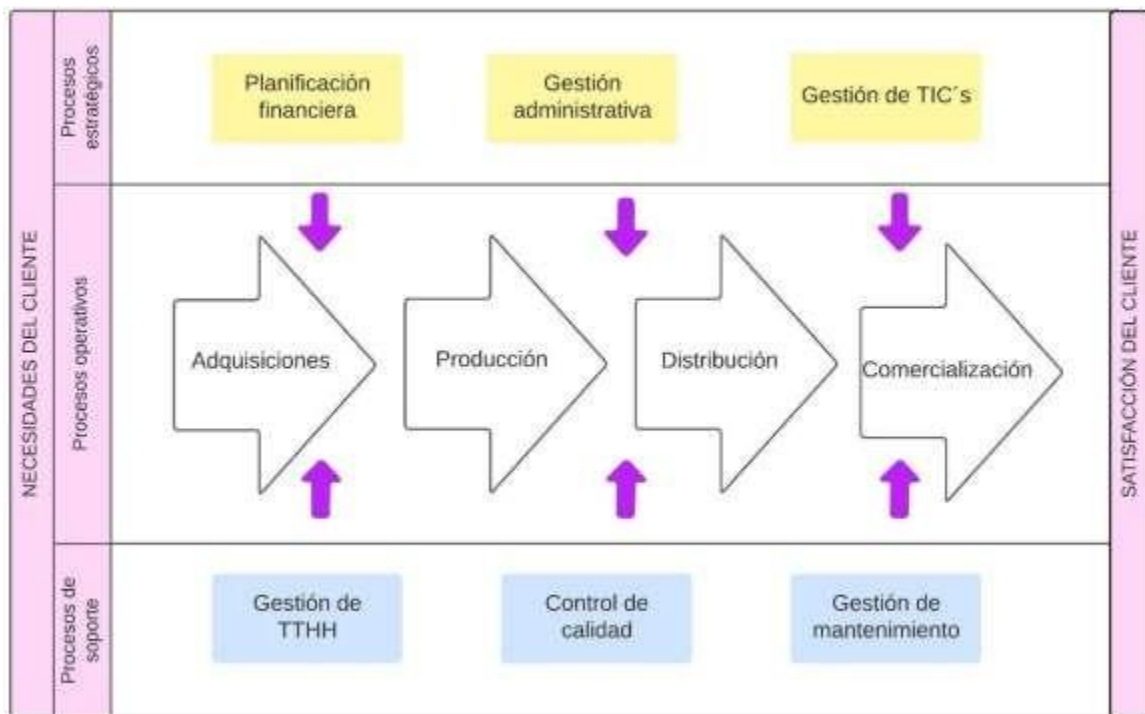 NECESIDADES DEL CLIENTE
Procesos
estratégicos
Planificación
financiera
Gestión
administrativa
Gestión de TIC´s
Procesos operativos
Adquisiciones
Producción
Distribución
Comercialización
Procesos de
soporte
Gestión de
TTHH
Control de
calidad
Gestión de
mantenimiento
SATISFACCIÓN DEL CLIENTE